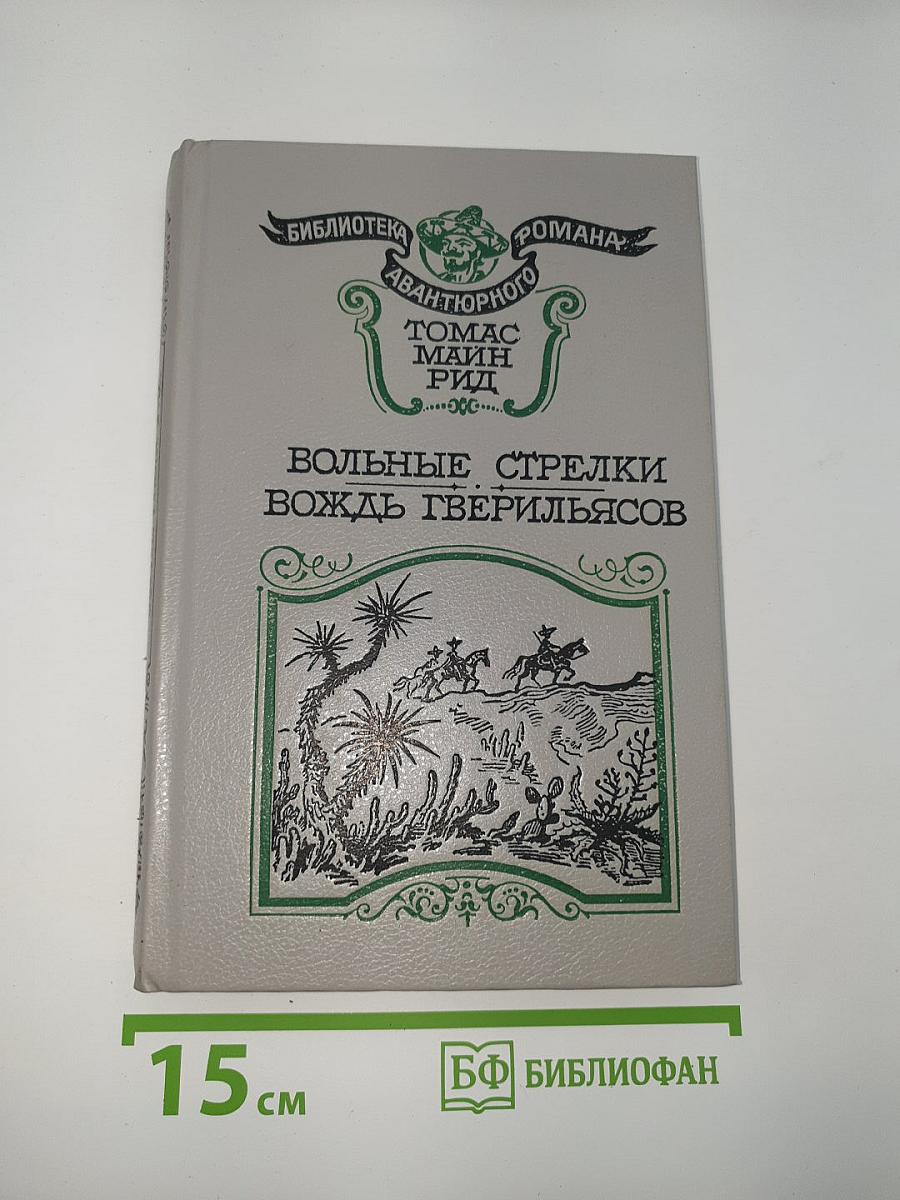 БИБЛИОТЕКА
АВАНТЮРНОГО
РОМАНА
ТОМАС
МАЙН
РИД
ВОЛЬНЫЕ СТРЕЛКИ
ВОЖДЬ ГВЕРИЛЬЯСОВ
15 см
БФ БИБЛИОФАН